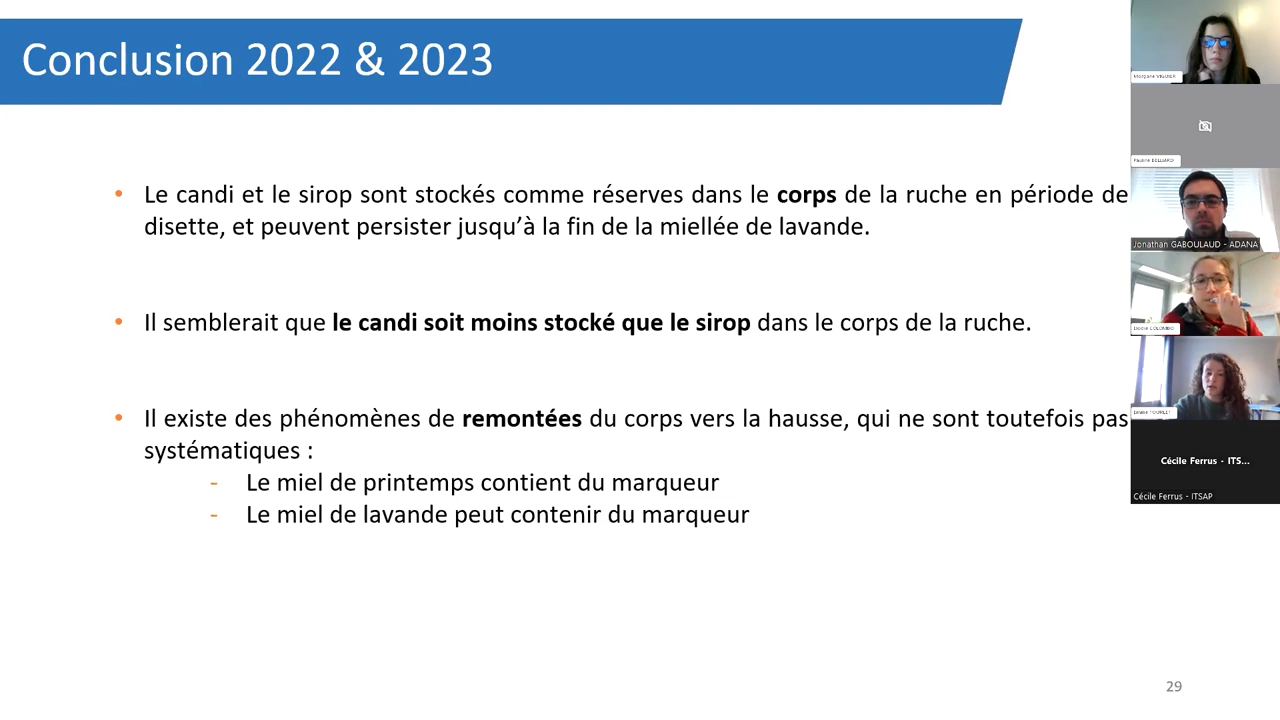 Conclusion 2022 & 2023
• Le candi et le sirop sont stockés comme réserves dans le corps de la ruche en période de
disette, et peuvent persister jusqu’à la fin de la miellée de lavande.
• Il semblerait que le candi soit moins stocké que le sirop dans le corps de la ruche.
• Il existe des phénomènes de remontées du corps vers la hausse, qui ne sont toutefois pas
systématiques :
- Le miel de printemps contient du marqueur
- Le miel de lavande peut contenir du marqueur
29
Pauline
Jonathan GABOULAUD - ADANA
COLOMBO
Cécile Ferrus - ITS...
Cécile Ferrus - ITSAP